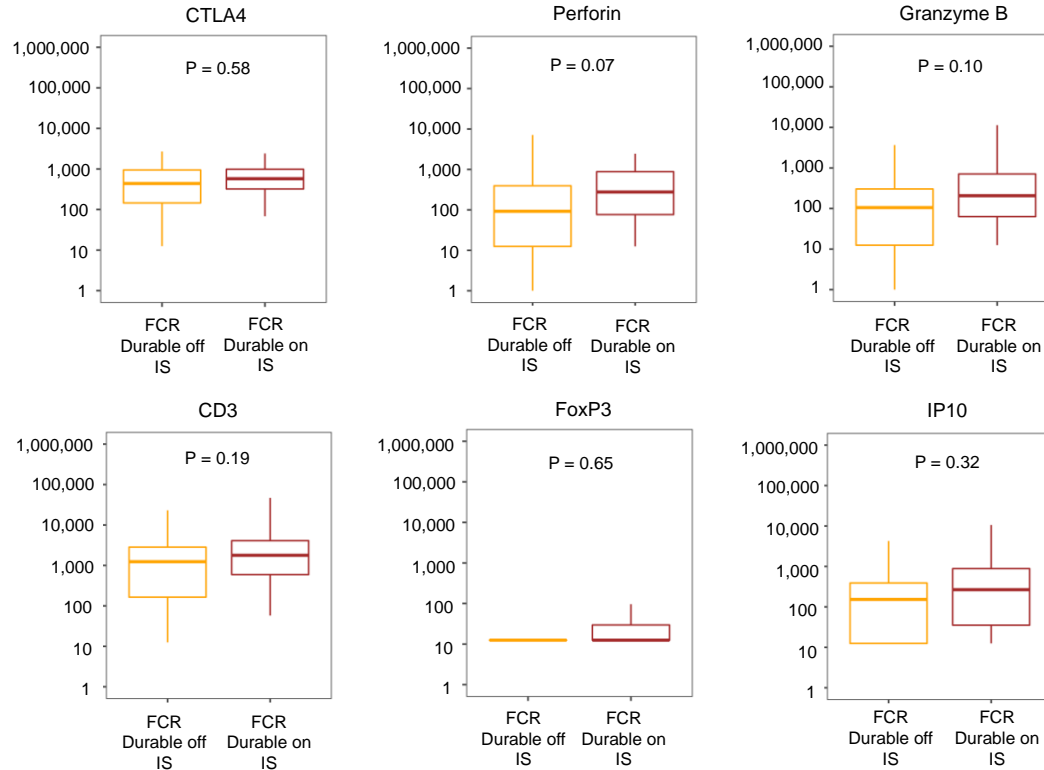 CTLA4
1,000,000
100,000
10,000
1,000
100
10
1
P = 0.58
FCR
Durable off
IS
FCR
Durable on
IS
Perforin
1,000,000
100,000
10,000
1,000
100
10
1
P = 0.07
FCR
Durable off
IS
FCR
Durable on
IS
Granzyme B
1,000,000
100,000
10,000
1,000
100
10
1
P = 0.10
FCR
Durable off
IS
FCR
Durable on
IS
CD3
1,000,000
100,000
10,000
1,000
100
10
1
P = 0.19
FCR
Durable off
IS
FCR
Durable on
IS
FoxP3
1,000,000
100,000
10,000
1,000
100
10
1
P = 0.65
FCR
Durable off
IS
FCR
Durable on
IS
IP10
1,000,000
100,000
10,000
1,000
100
10
1
P = 0.32
FCR
Durable off
IS
FCR
Durable on
IS